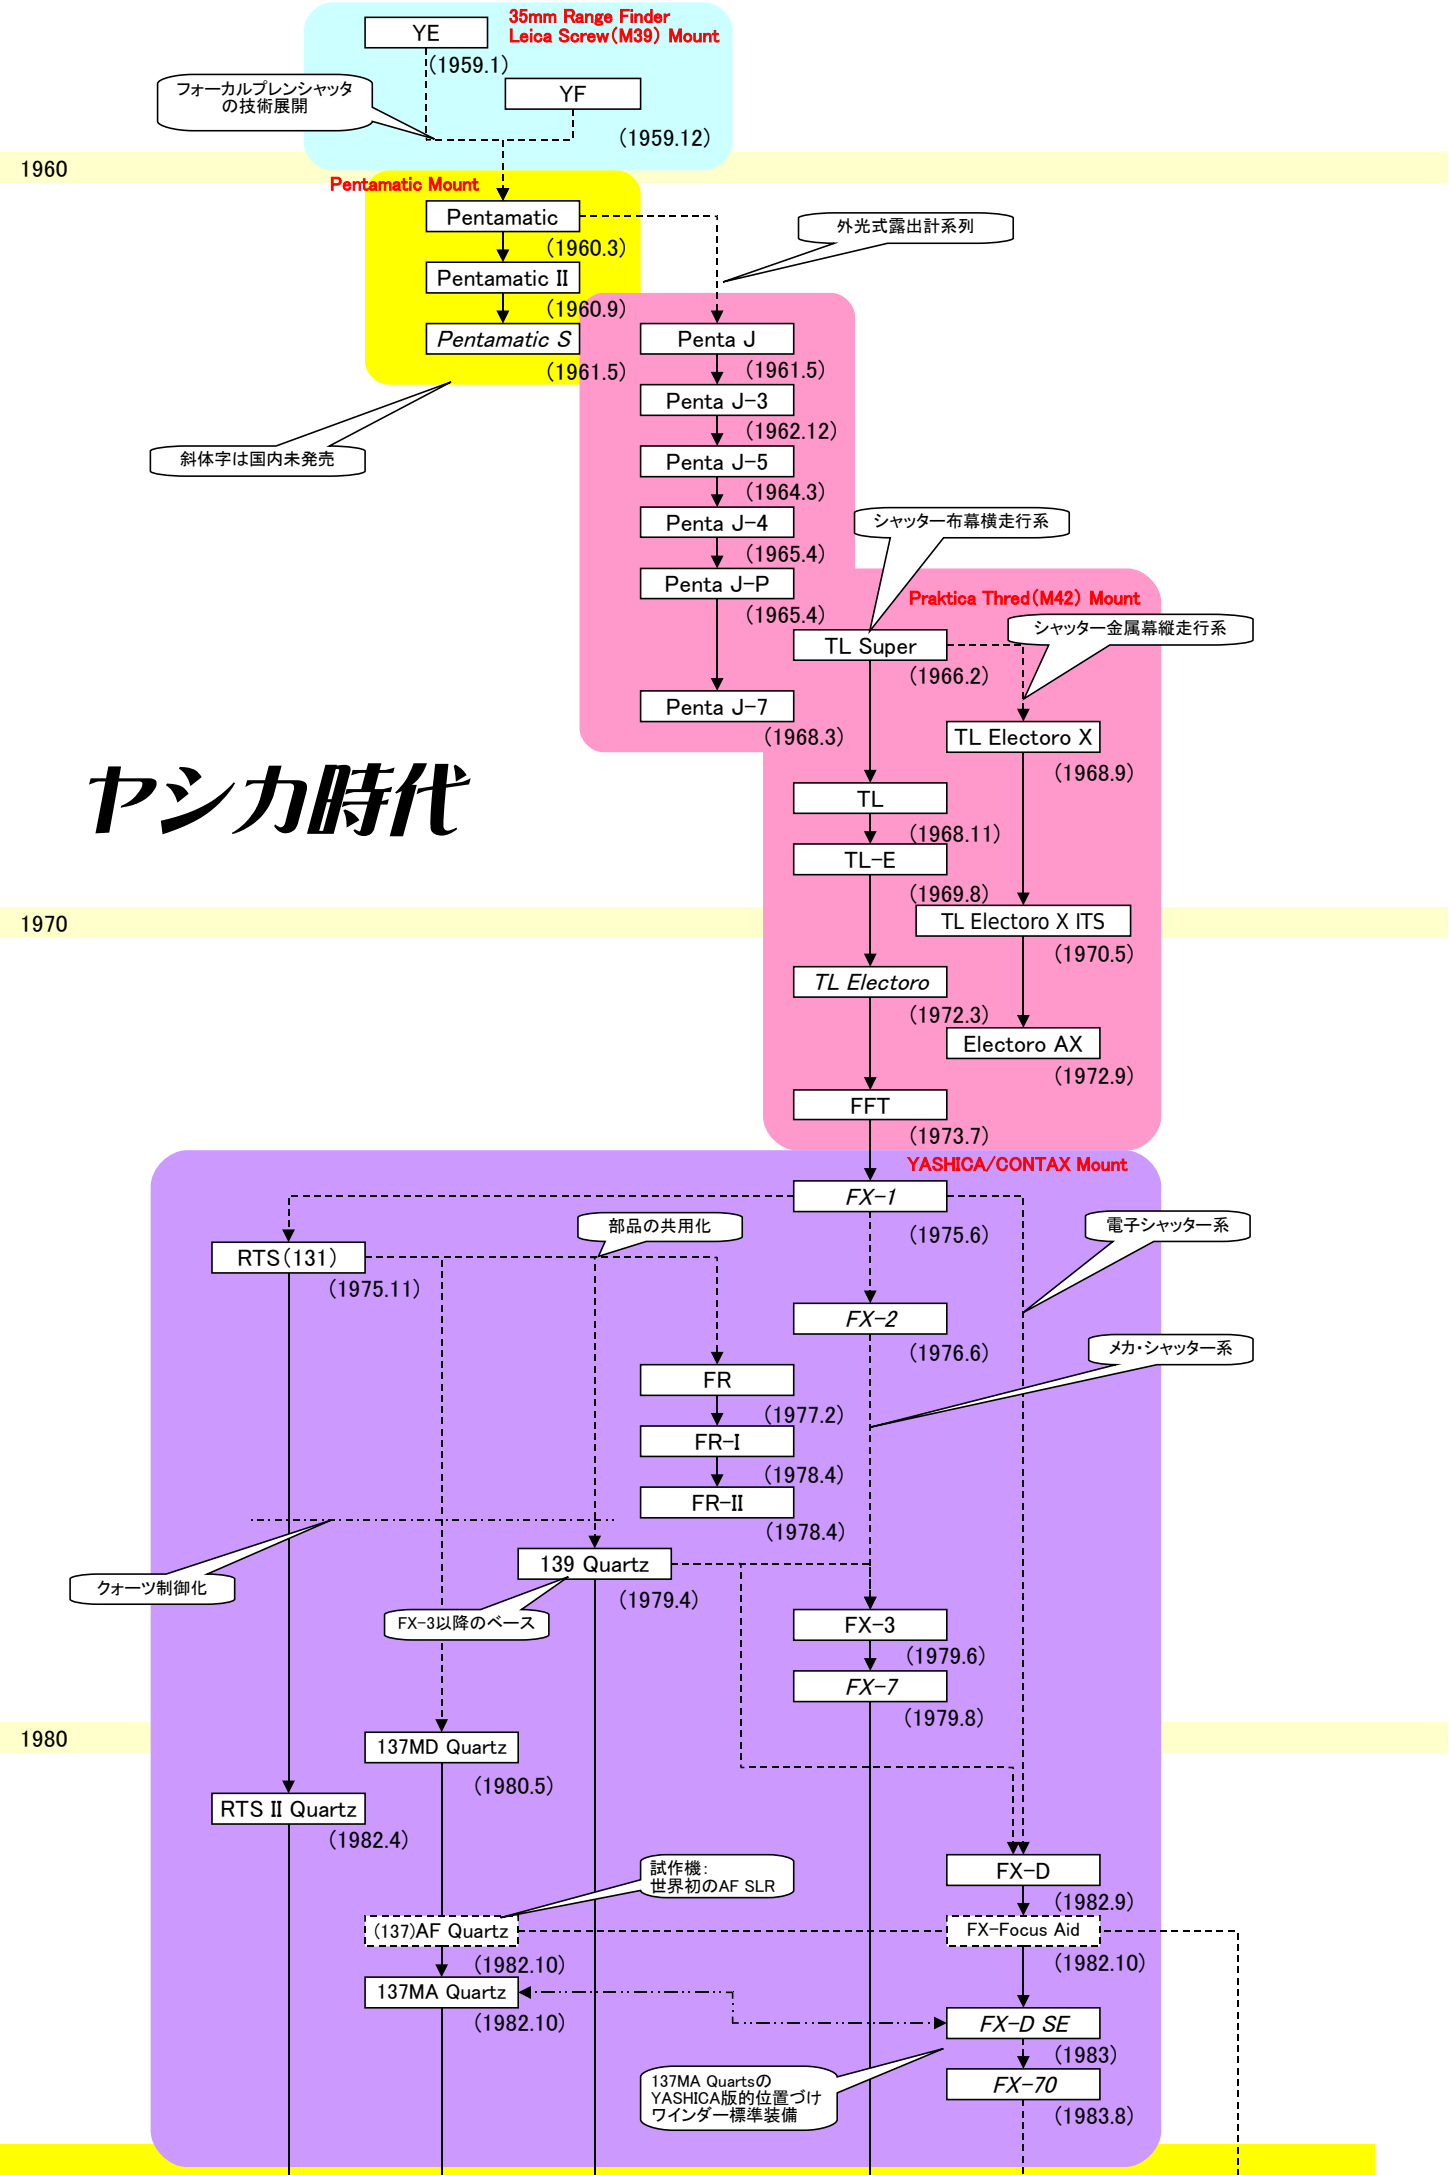 35mm Range Finder
Leica Screw(M39) Mount
YE
(1959.1)
YF
(1959.12)
フォーカルプレンシャッタ
の技術展開
1960
Pentamatic Mount
Pentamatic
(1960.3)
外光式露出計系列
Pentamatic II
(1960.9)
Pentamatic S
(1961.5)
Penta J
(1961.5)
Penta J-3
(1962.12)
斜体字は国内未発売
Penta J-5
(1964.3)
Penta J-4
(1965.4)
シャッター布幕横走行系
Penta J-P
(1965.4)
Praktica Thred(M42) Mount
シャッター金属幕縦走行系
TL Super
(1966.2)
Penta J-7
(1968.3)
TL Electoro X
(1968.9)
ヤシカ時代
TL
(1968.11)
TL-E
(1969.8)
1970
TL Electoro X ITS
(1970.5)
TL Electoro
(1972.3)
Electoro AX
(1972.9)
FFT
(1973.7)
YASHICA/CONTAX Mount
FX-1
(1975.6)
部品の共用化
電子シャッター系
RTS(131)
(1975.11)
FX-2
(1976.6)
メカ・シャッター系
FR
(1977.2)
FR-I
(1978.4)
FR-II
(1978.4)
139 Quartz
(1979.4)
クォーツ制御化
FX-3以降のベース
FX-3
(1979.6)
FX-7
(1979.8)
1980
137MD Quartz
(1980.5)
RTS II Quartz
(1982.4)
試作機:
世界初のAF SLR
FX-D
(1982.9)
(137)AF Quartz
(1982.10)
FX-Focus Aid
(1982.10)
137MA Quartz
(1982.10)
FX-D SE
(1983)
137MA Quartsの
YASHICA版的位置づけ
ワインダー標準装備
FX-70
(1983.8)